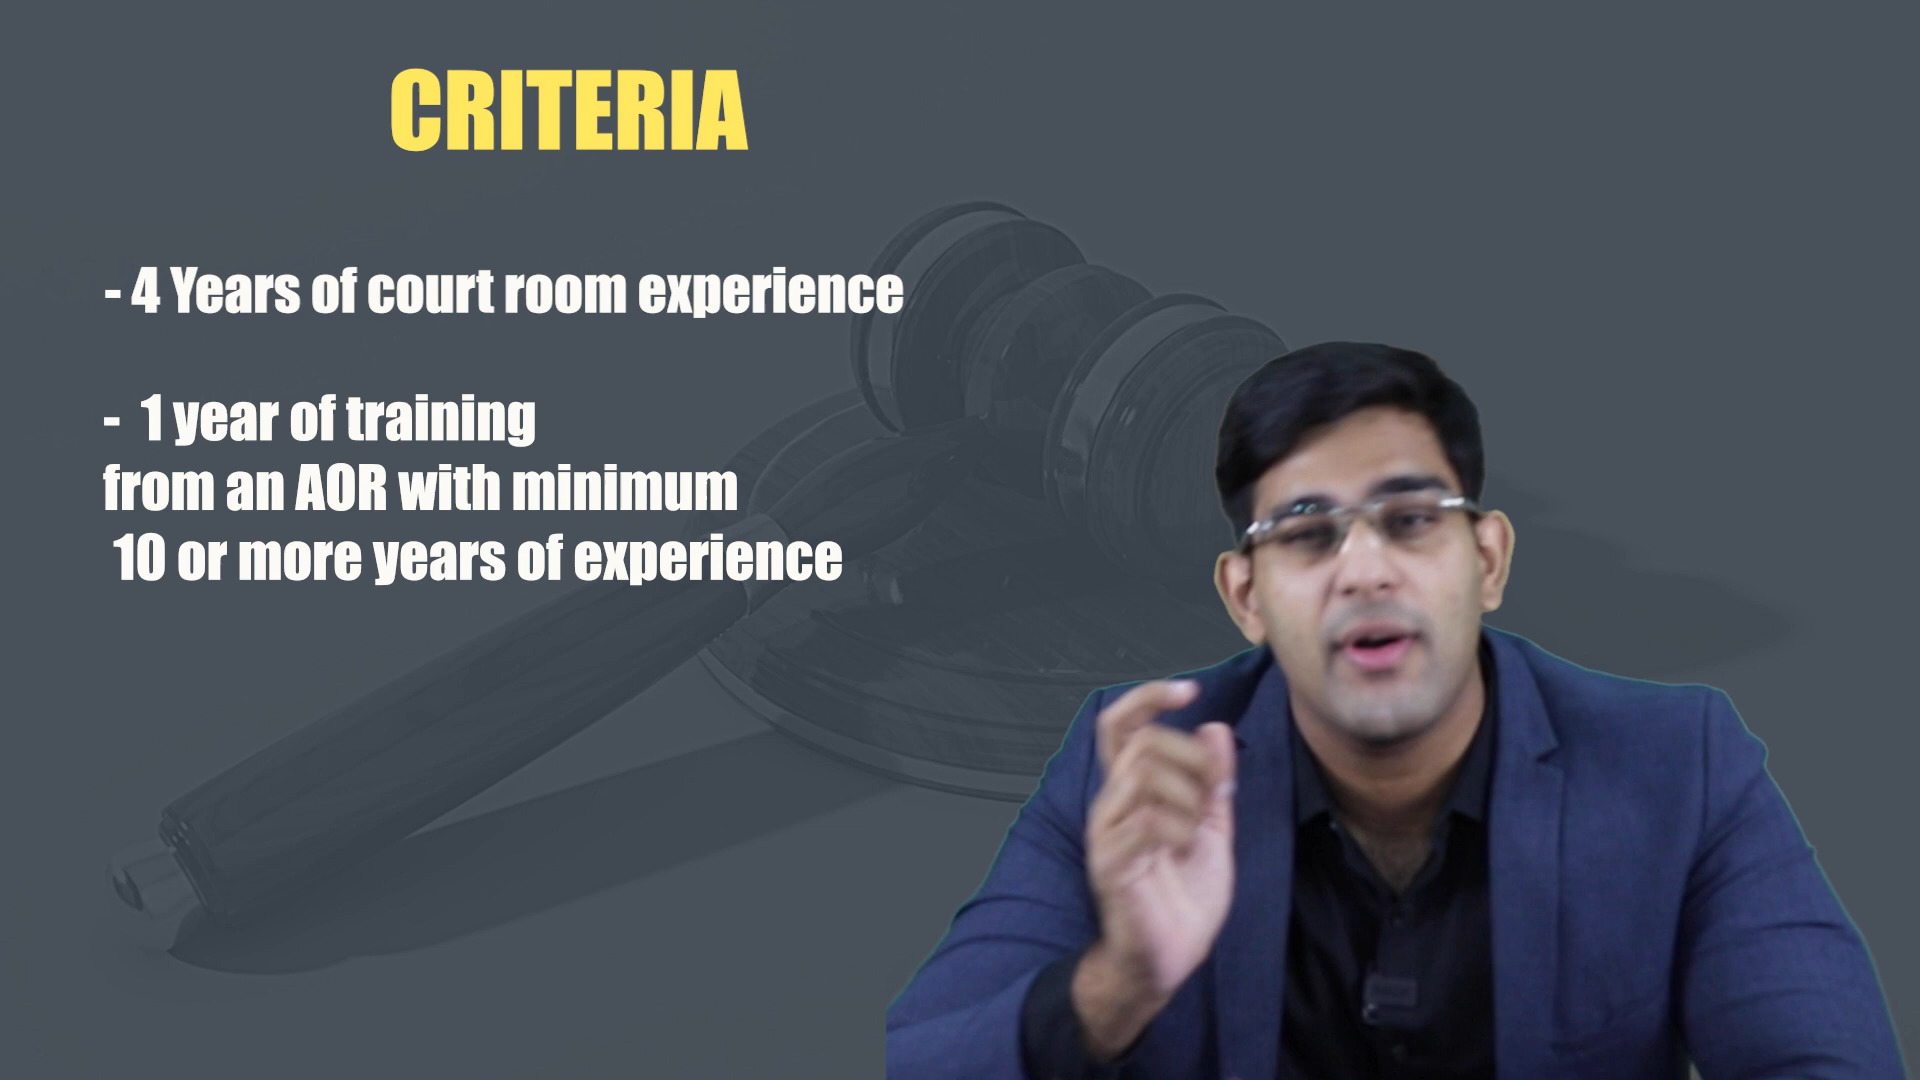 CRITERIA
- 4 Years of court room experience
- 1 year of training
from an AOR with minimum
10 or more years of experience